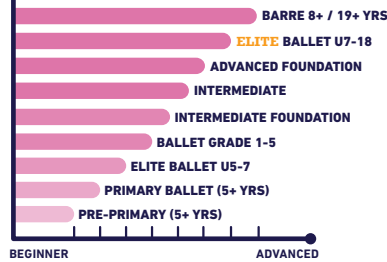 BARRE 8+ / 19+ YRS
ELITE BALLET U7-18
ADVANCED FOUNDATION
INTERMEDIATE
INTERMEDIATE FOUNDATION
BALLET GRADE 1-5
ELITE BALLET U5-7
PRIMARY BALLET (5+ YRS)
PRE-PRIMARY (5+ YRS)
BEGINNER ADVANCED